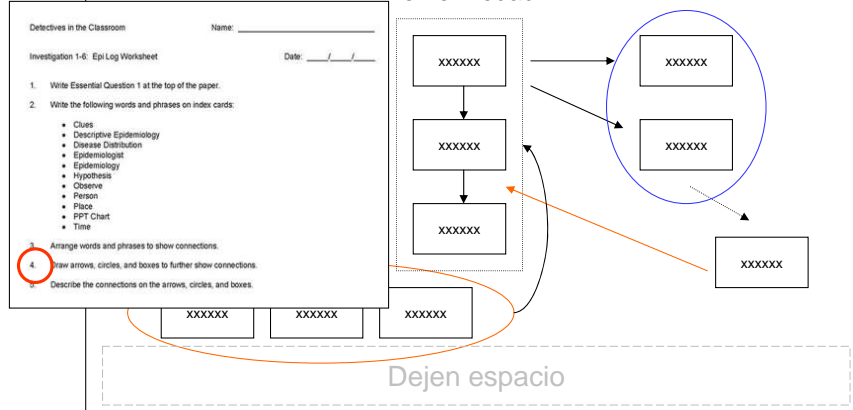 Detectives in the Classroom Name: ____________________
Investigation 1-6: Epi Log Worksheet Date: ____/____/____
1. Write Essential Question 1 at the top of the paper.
2. Write the following words and phrases on index cards:
• Clues
• Descriptive Epidemiology
• Disease Distribution
• Epidemiologist
• Epidemiology
• Hypothesis
• Observe
• Person
• Place
• PPT Chart
• Time
3. Arrange words and phrases to show connections.
4. Draw arrows, circles, and boxes to further show connections.
5. Describe the connections on the arrows, circles, and boxes.
xxxxxx
xxxxxx
xxxxxx
xxxxxx
xxxxxx
xxxxxx
xxxxxx xxxxxx xxxxxx
Dejen espacio